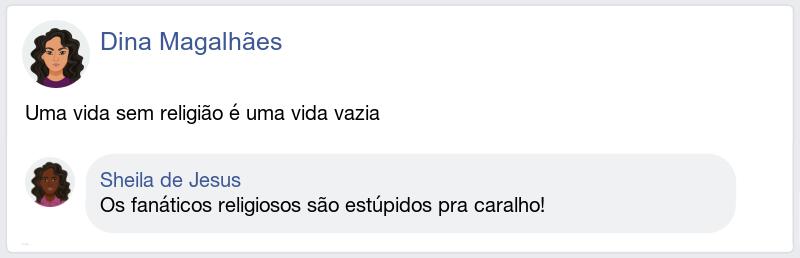 Dina Magalhães
Uma vida sem religião é uma vida vazia
Sheila de Jesus
Os fanáticos religiosos são estúpidos pra caralho!